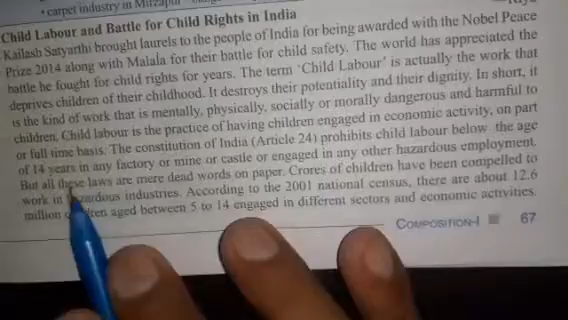 • carpet industry in Mirzapur
Child Labour and Battle for Child Rights in India
Kailash Satyarthi brought laurels to the people of India for being awarded with the Nobel Peace
Prize 2014 along with Malala for their battle for child safety. The world has appreciated the
battle he fought for child rights for years. The term 'Child Labour' is actually the work that
deprives children of their childhood. It destroys their potentiality and their dignity. In short, it
is the kind of work that is mentally, physically, socially or morally dangerous and harmful to
children. Child labour is the practice of having children engaged in economic activity, on part
or full time basis. The constitution of India (Article 24) prohibits child labour below the age
of 14 years in any factory or mine or castle or engaged in any other hazardous employment.
But all these laws are mere dead words on paper. Crores of children have been compelled to
work in hazardous industries. According to the 2001 national census, there are about 12.6
million children aged between 5 to 14 engaged in different sectors and economic activities.
COMPOSITION-I 67